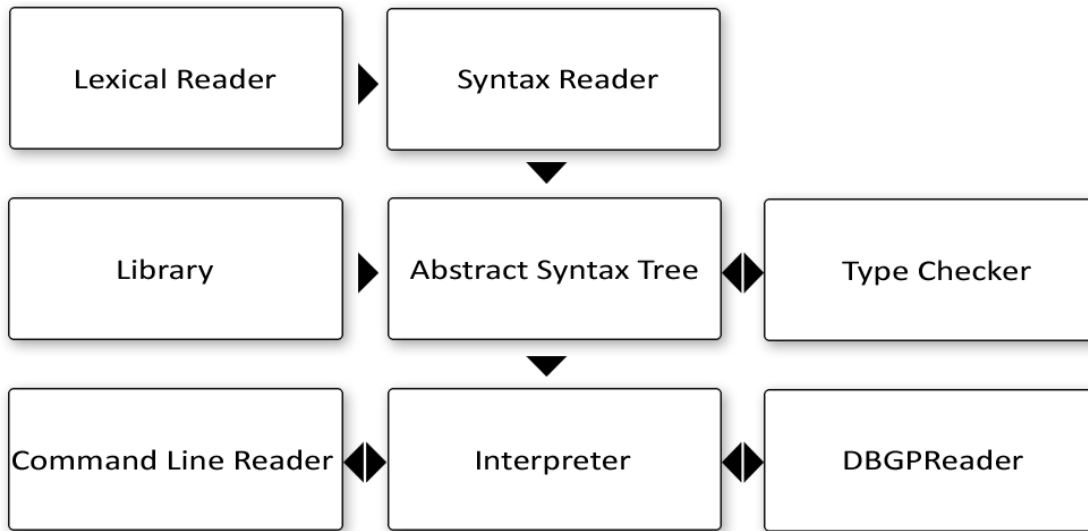 Lexical Reader
Syntax Reader
Library
Abstract Syntax Tree
Type Checker
Command Line Reader
Interpreter
DBGPReader